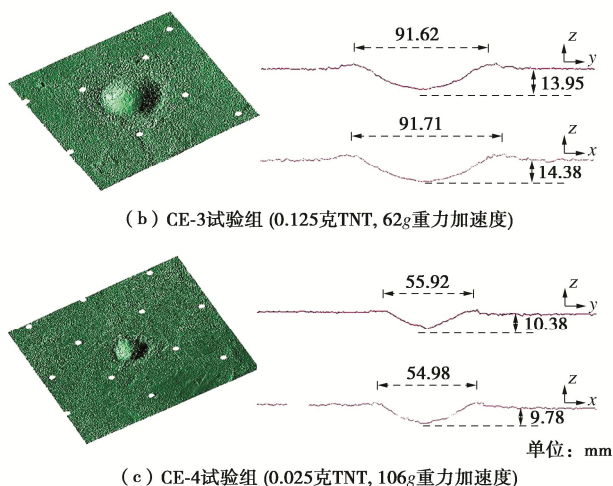 91.62
z
y
13.95
91.71
z
x
14.38
（b）CE-3试验组 (0.125克TNT, 62g重力加速度)
55.92
z
y
10.38
54.98
z
x
9.78
单位：mm
（c）CE-4试验组 (0.025克TNT, 106g重力加速度)